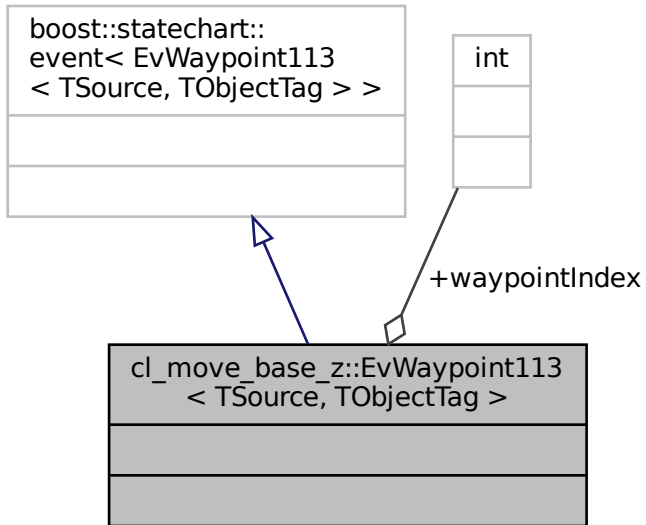 boost::statechart::
event< EvWaypoint113
< TSource, TObjectTag > >
int
+waypointIndex
cl_move_base_z::EvWaypoint113
< TSource, TObjectTag >